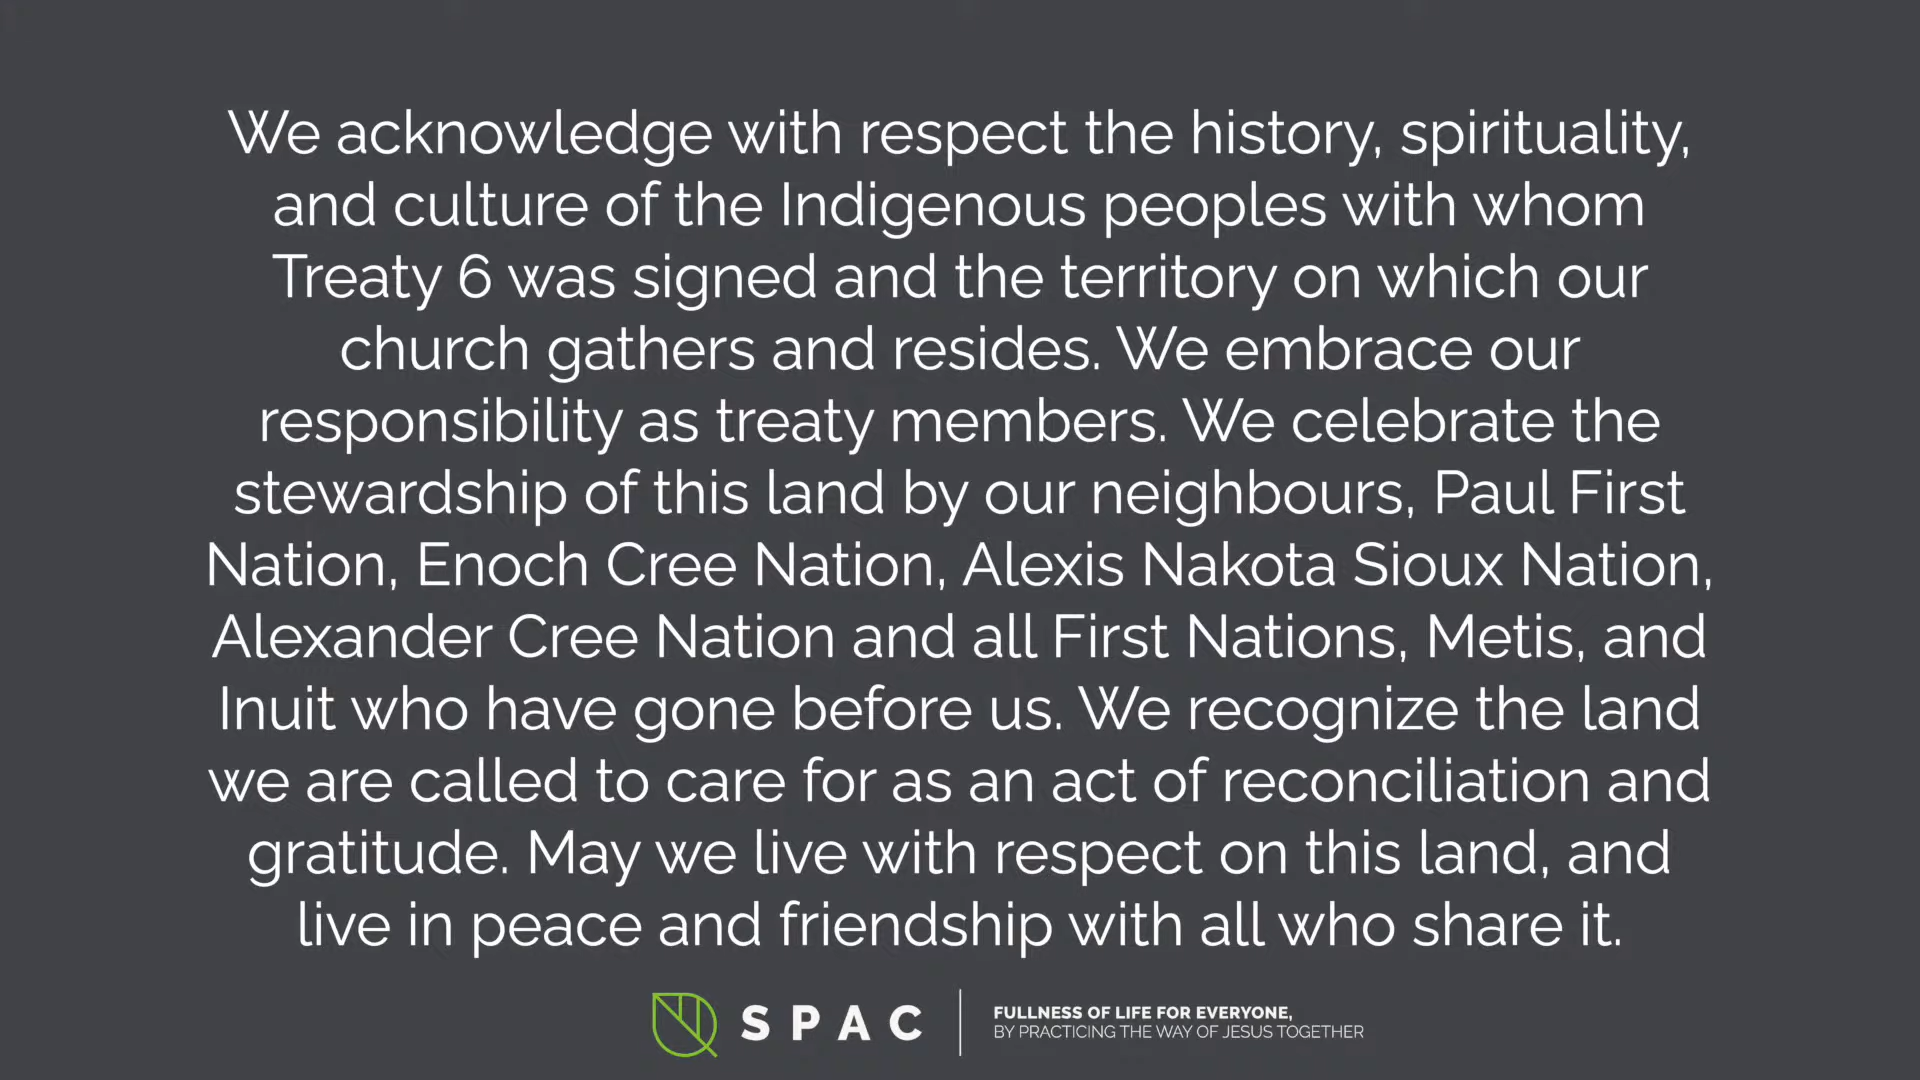 We acknowledge with respect the history, spirituality,
and culture of the Indigenous peoples with whom
Treaty 6 was signed and the territory on which our
church gathers and resides. We embrace our
responsibility as treaty members. We celebrate the
stewardship of this land by our neighbours, Paul First
Nation, Enoch Cree Nation, Alexis Nakota Sioux Nation,
Alexander Cree Nation and all First Nations, Metis, and
Inuit who have gone before us. We recognize the land
we are called to care for as an act of reconciliation and
gratitude. May we live with respect on this land, and
live in peace and friendship with all who share it.
SPAC
FULLNESS OF LIFE FOR EVERYONE,
BY PRACTICING THE WAY OF JESUS TOGETHER